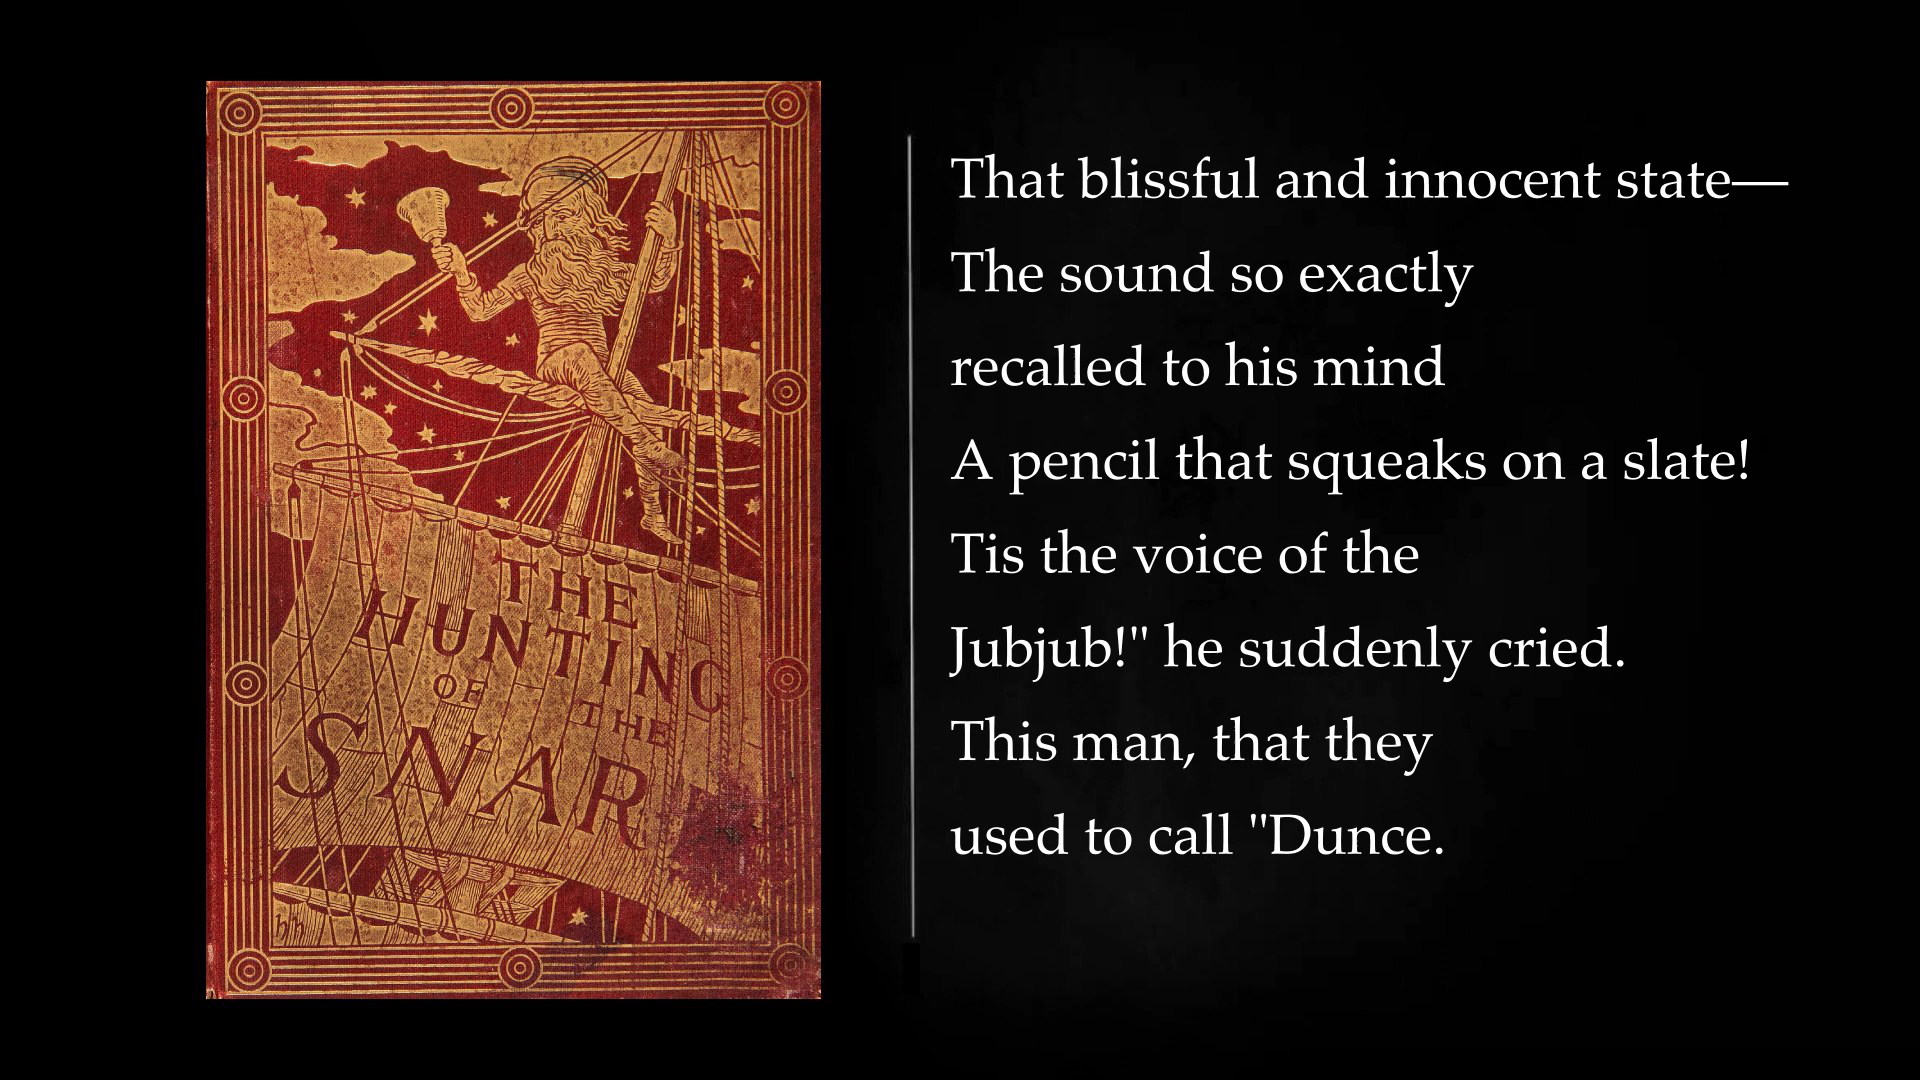 THE
HUNTING
OF THE
SNARK
That blissful and innocent state—
The sound so exactly
recalled to his mind
A pencil that squeaks on a slate!
Tis the voice of the
Jubjub!" he suddenly cried.
This man, that they
used to call "Dunce.